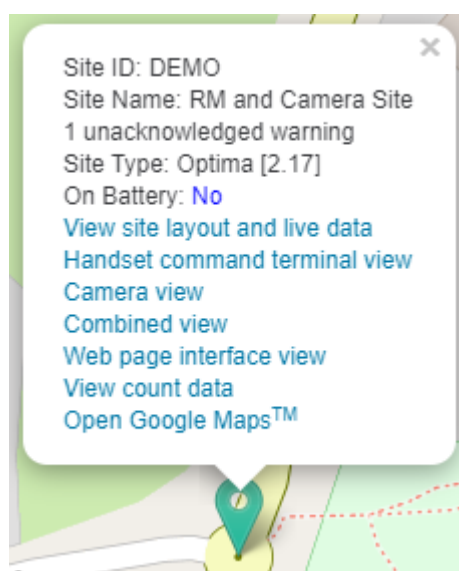 Site ID: DEMO
Site Name: RM and Camera Site
1 unacknowledged warning
Site Type: Optima [2.17]
On Battery: No
View site layout and live data
Handset command terminal view
Camera view
Combined view
Web page interface view
View count data
Open Google Maps™